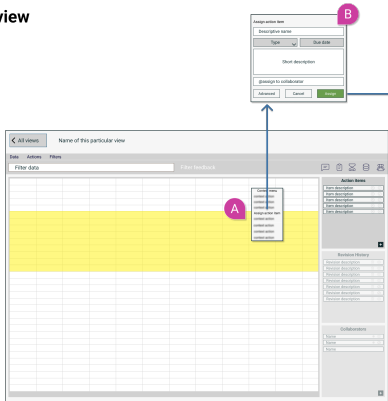 view
B
Assign action item
Descriptive name
Type
Due date
Short description
@assign to collaborator
Advanced
Cancel
Assign
All views
Name of this particular view
Data Actions Filters
Filter data
Filter feedback
A
Context menu
context action
context action
context action
assign action item
context action
context action
context action
context action
Action items
Item description
Item description
Item description
Item description
Item description
Revision History
Revision description
Revision description
Revision description
Revision description
Revision description
Revision description
Collaborators
Name
Name
Name